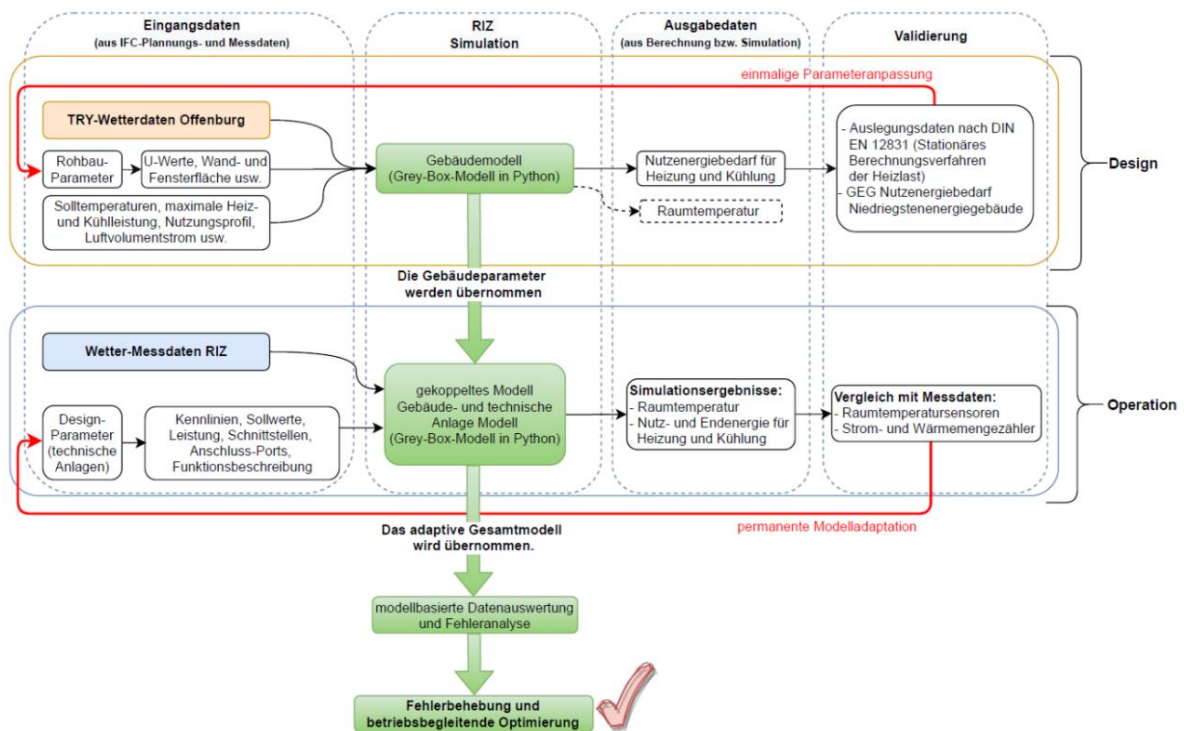 Eingangsdaten
(aus IFC-Plannungs- und Messdaten)
RIZ
Simulation
Ausgabedaten
(aus Berechnung bzw. Simulation)
Validierung
einmalige Parameteranpassung
TRY-Wetterdaten Offenburg
Rohbau-
Parameter
U-Werte, Wand- und
Fensterfläche usw.
Solltemperaturen, maximale Heiz-
und Kühlleistung, Nutzungsprofil,
Luftvolumentstrom usw.
Gebäudemodell
(Grey-Box-Modell in Python)
Nutzenergiebedarf für
Heizung und Kühlung
Raumtemperatur
- Auslegungsdaten nach DIN
EN 12831 (Stationäres
Berechnungsverfahren
der Heizlast)
- GEG Nutzenergiebedarf
Niedriegstenenergiegebäude
Design
Die Gebäudeparameter
werden übernommen
Wetter-Messdaten RIZ
Design-
Parameter
(technische
Anlagen)
Kennlinien, Sollwerte,
Leistung, Schnittstellen,
Anschluss-Ports,
Funktionsbeschreibung
gekoppeltes Modell
Gebäude- und technische
Anlage Modell
(Grey-Box-Modell in Python)
Simulationsergebnisse:
- Raumtemperatur
- Nutz- und Endenergie für
Heizung und Kühlung
Vergleich mit Messdaten:
- Raumtemperatursensoren
- Strom- und Wärmemengezähler
Operation
permanente Modelladaptation
Das adaptive Gesamtmodell
wird übernommen.
modellbasierte Datenauswertung
und Fehleranalyse
Fehlerbehebung und
betriebsbegleitende Optimierung